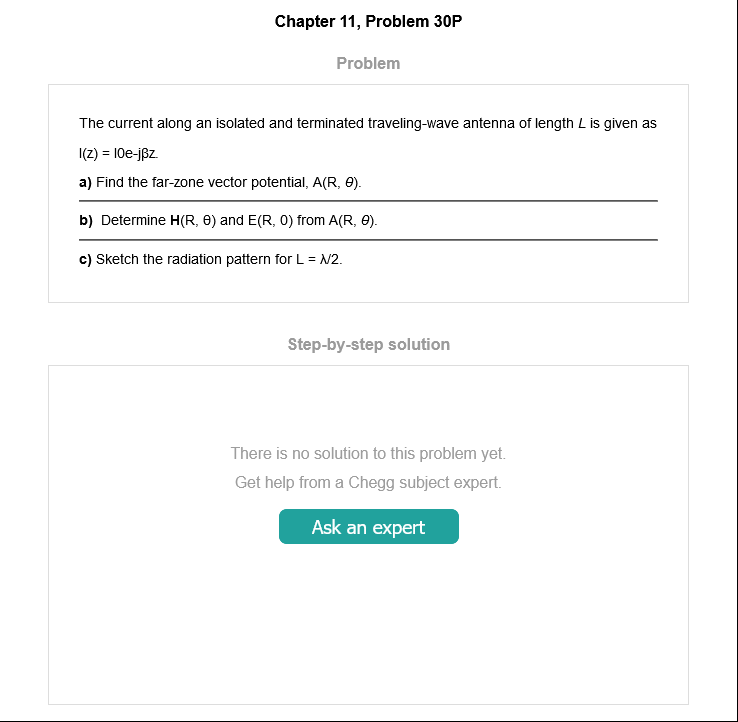 Chapter 11, Problem 30P
Problem
The current along an isolated and terminated traveling-wave antenna of length L is given as
I(z) = I0e-jβz.
a) Find the far-zone vector potential, A(R, θ).
b) Determine H(R, θ) and E(R, 0) from A(R, θ).
c) Sketch the radiation pattern for L = λ/2.
Step-by-step solution
There is no solution to this problem yet.
Get help from a Chegg subject expert.
Ask an expert